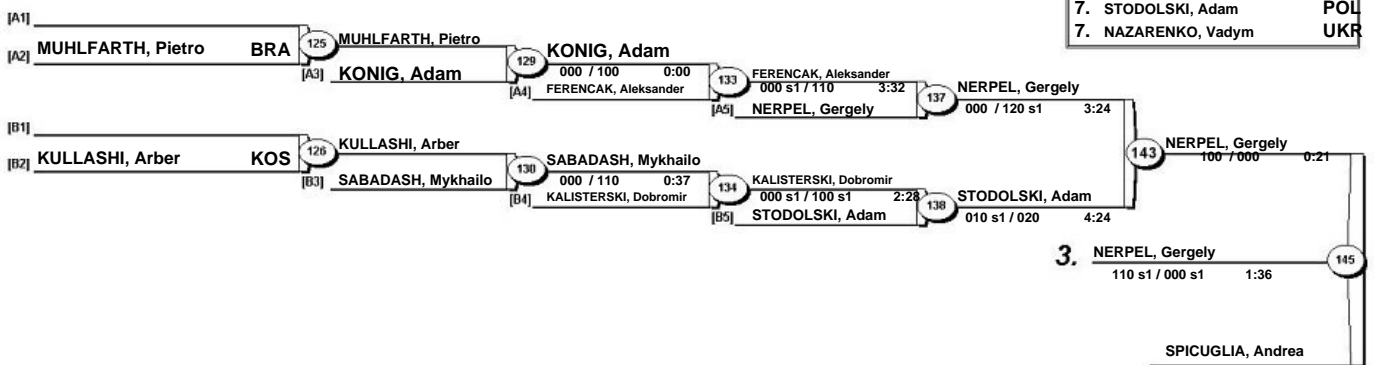 7. STODOLSKI, Adam POL
7. NAZARENKO, Vadym UKR
[A1]
[A2] MUHLFARTH, Pietro BRA
125
MUHLFARTH, Pietro
[A3] KONIG, Adam
129
KONIG, Adam
000 / 100 0:00
[A4] FERENCAK, Aleksander
133
FERENCAK, Aleksander
000 s1 / 110 3:32
[A5] NERPEL, Gergely
137
NERPEL, Gergely
000 / 120 s1 3:24
[B1]
[B2] KULLASHI, Arber KOS
126
KULLASHI, Arber
[B3] SABADASH, Mykhailo
130
SABADASH, Mykhailo
000 / 110 0:37
[B4] KALISTERSKI, Dobromir
134
KALISTERSKI, Dobromir
000 s1 / 100 s1 2:28
[B5] STODOLSKI, Adam
138
STODOLSKI, Adam
010 s1 / 020 4:24
143
NERPEL, Gergely
100 / 000 0:21
3. NERPEL, Gergely
110 s1 / 000 s1 1:36
145
SPICUGLIA, Andrea